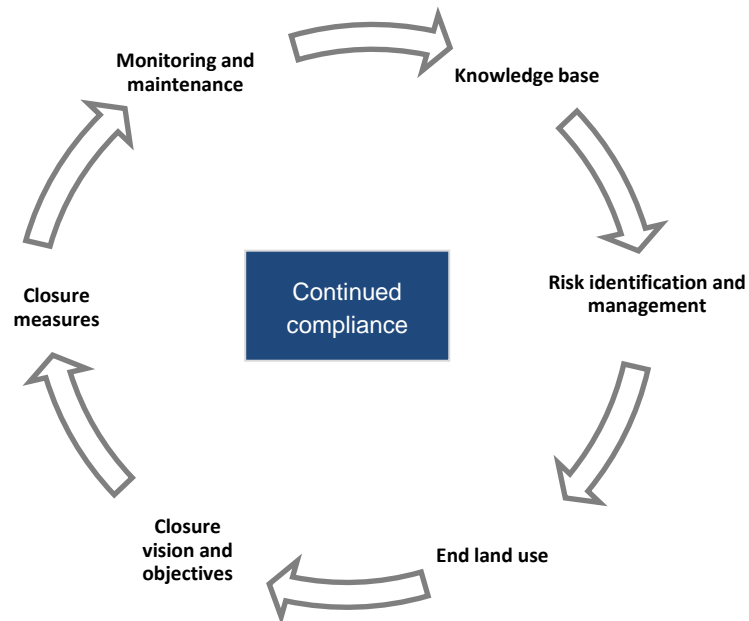 Monitoring and
maintenance
Knowledge base
Risk identification and
management
End land use
Closure
vision and
objectives
Closure
measures
Continued
compliance